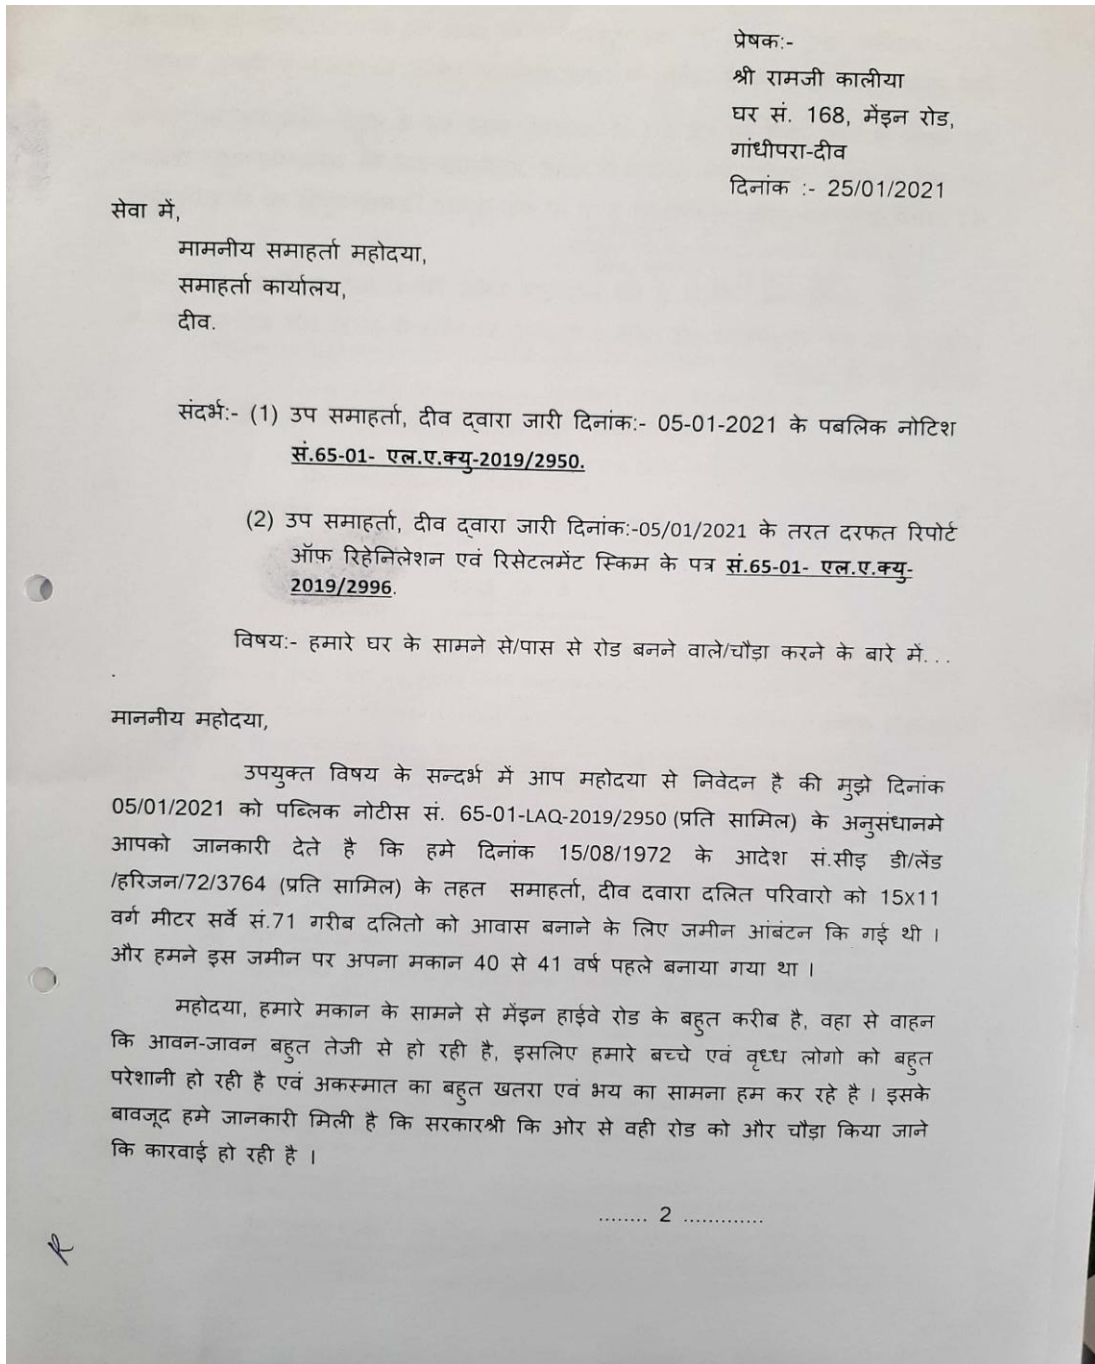 प्रेषक:-
श्री रामजी कालीया
घर सं. 168, मेंइन रोड,
गांधीपरा-दीव
दिनांक :- 25/01/2021
सेवा में,
मामनीय समाहर्ता महोदया,
समाहर्ता कार्यालय,
दीव.
संदर्भ:- (1) उप समाहर्ता, दीव द्वारा जारी दिनांक:- 05-01-2021 के पबलिक नोटिश
सं.65-01- एल.ए.क्यु-2019/2950.
(2) उप समाहर्ता, दीव द्वारा जारी दिनांक:-05/01/2021 के तरत दरफत रिपोर्ट
ऑफ रिहेनिलेशन एवं रिसेटलमेंट स्किम के पत्र सं.65-01- एल.ए.क्यु-
2019/2996.
विषय:- हमारे घर के सामने से/पास से रोड बनने वाले/चौड़ा करने के बारे में...
.
माननीय महोदया,
उपयुक्त विषय के सन्दर्भ में आप महोदया से निवेदन है की मुझे दिनांक
05/01/2021 को पब्लिक नोटीस सं. 65-01-LAQ-2019/2950 (प्रति सामिल) के अनुसंधानमे
आपको जानकारी देते है कि हमे दिनांक 15/08/1972 के आदेश सं.सीइ डी/लेंड
/हरिजन/72/3764 (प्रति सामिल) के तहत समाहर्ता, दीव दवारा दलित परिवारो को 15x11
वर्ग मीटर सर्वे सं.71 गरीब दलितो को आवास बनाने के लिए जमीन आंबंटन कि गई थी ।
और हमने इस जमीन पर अपना मकान 40 से 41 वर्ष पहले बनाया गया था ।
महोदया, हमारे मकान के सामने से मेंइन हाईवे रोड के बहुत करीब है, वहा से वाहन
कि आवन-जावन बहुत तेजी से हो रही है, इसलिए हमारे बच्चे एवं वृध्ध लोगो को बहुत
परेशानी हो रही है एवं अकस्मात का बहुत खतरा एवं भय का सामना हम कर रहे है । इसके
बावजूद हमे जानकारी मिली है कि सरकारश्री कि ओर से वही रोड को और चौड़ा किया जाने
कि कारवाई हो रही है ।
........ 2 .............